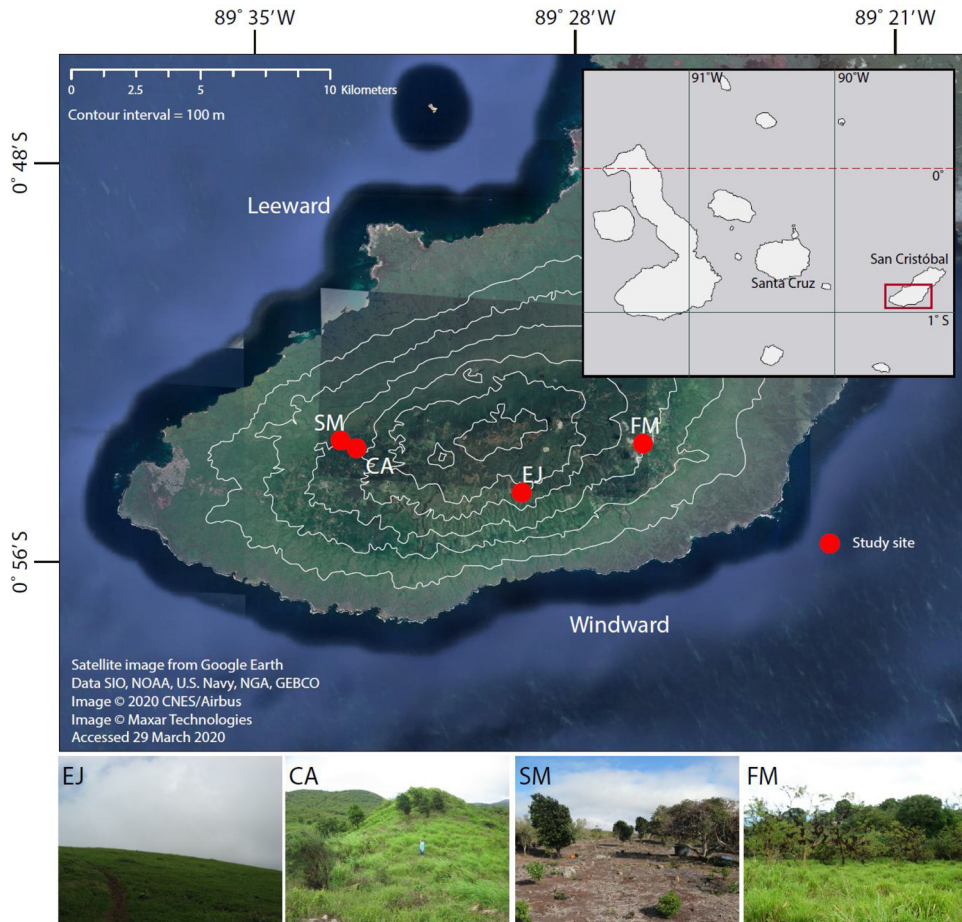 89˚ 35′W
89˚ 28′W
89˚ 21′W
0 2.5 5 10 Kilometers
Contour interval = 100 m
91˚W
90˚W
0˚
San Cristóbal
Santa Cruz
1˚ S
0˚ 48′S
Leeward
SM
CA
FM
EJ
Study site
0˚ 56′S
Windward
Satellite image from Google Earth
Data SIO, NOAA, U.S. Navy, NGA, GEBCO
Image © 2020 CNES/Airbus
Image © Maxar Technologies
Accessed 29 March 2020
EJ
CA
SM
FM